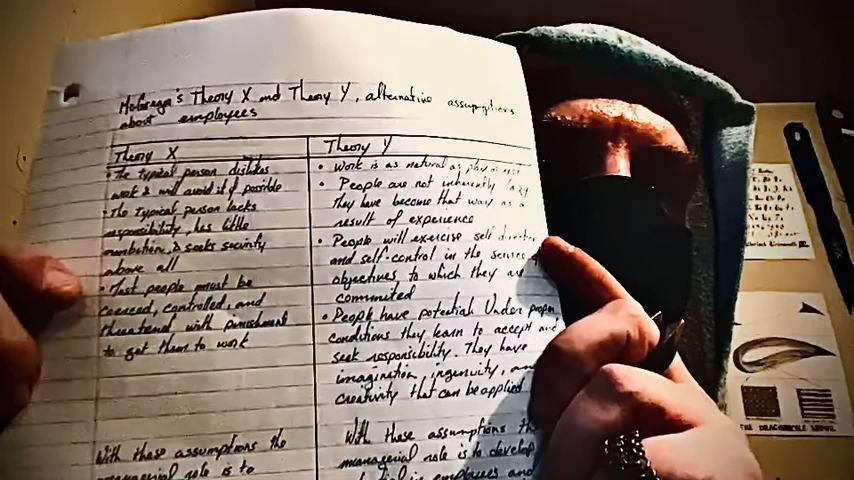 McGregor's Theory X and Theory Y, alternative assumptions
about employees
Theory X
• The typical person dislikes
work & will avoid it if possible
• The typical person lacks
responsibility, has little
ambition, & seeks security
above all
• Most people must be
coerced, controlled, and
threatened with punishment
to get them to work
With these assumptions the
managerial role is to
Theory Y
• Work is as natural as play or rest
• People are not inherently lazy
they have become that way as a
result of experience
• People will exercise self
and self-control in the service
objectives to which they are
committed
• People have potential. Under proper
conditions they learn to accept and
seek responsibility. They have
imagination, ingenuity, and
creativity that can be applied
With these assumptions the
managerial role is to develop
employees and